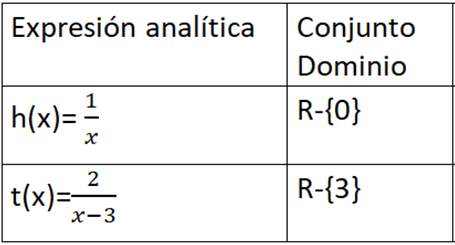 Expresión analítica
Conjunto
Dominio
h(x)= 1/x
R-{0}
t(x)= 2/(x−3)
R-{3}